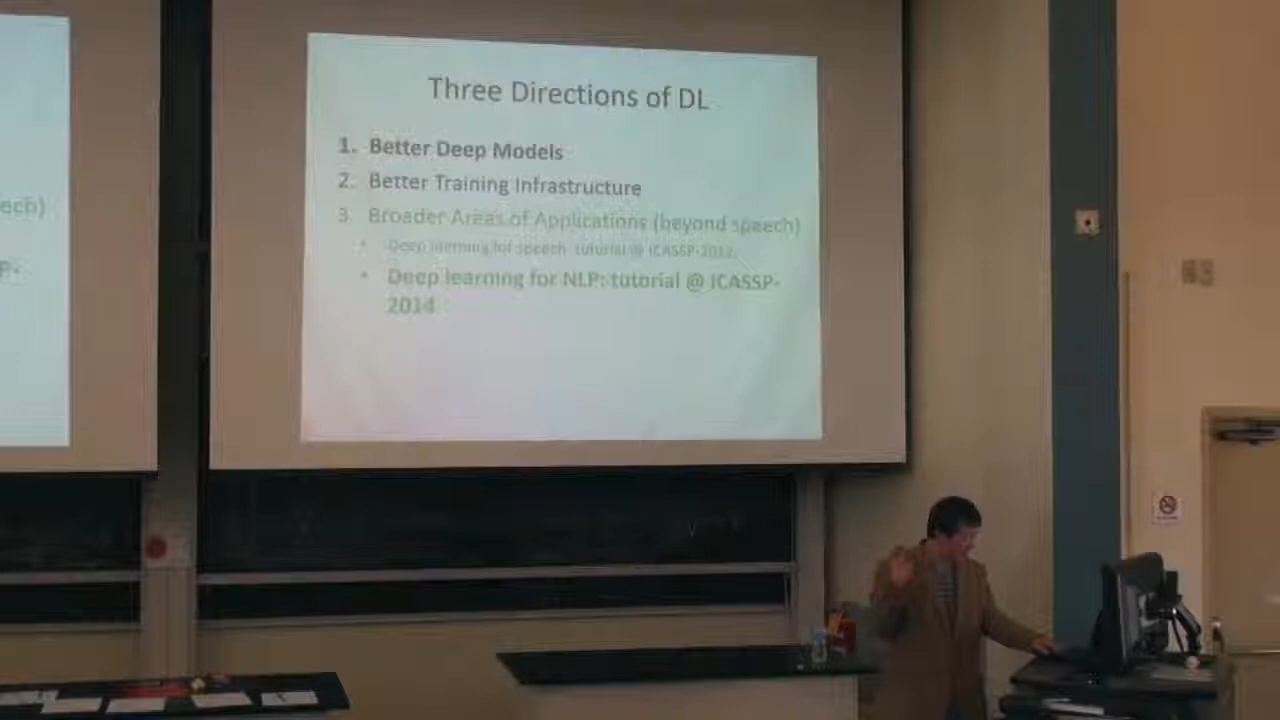 Three Directions of DL
1. Better Deep Models
2. Better Training Infrastructure
3. Broader Areas of Applications (beyond speech)
• Deep learning for speech: tutorial @ ICASSP-2012
• Deep learning for NLP: tutorial @ ICASSP-
2014
ech)
P-